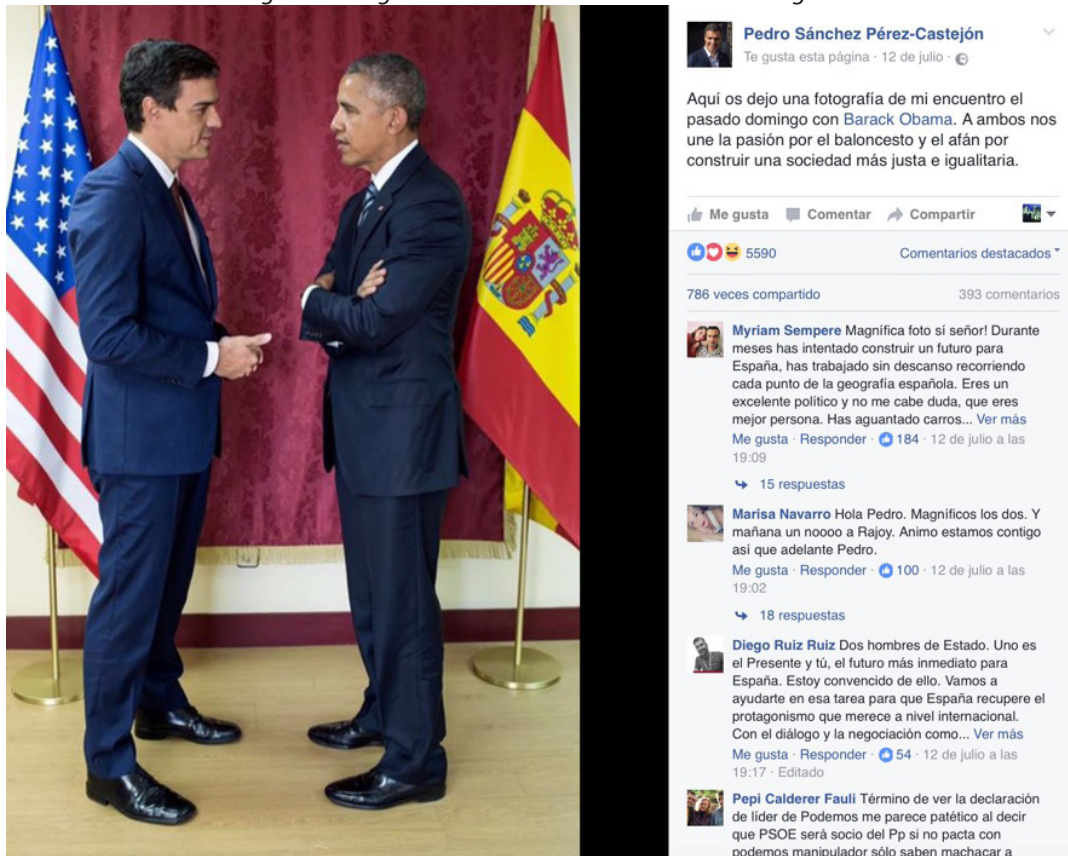 Pedro Sánchez Pérez-Castejón
Te gusta esta página · 12 de julio ·
Aquí os dejo una fotografía de mi encuentro el
pasado domingo con Barack Obama. A ambos nos
une la pasión por el baloncesto y el afán por
construir una sociedad más justa e igualitaria.
Me gusta Comentar Compartir
5590 Comentarios destacados
786 veces compartido 393 comentarios
Myriam Sempere Magnífica foto sí señor! Durante
meses has intentado construir un futuro para
España, has trabajado sin descanso recorriendo
cada punto de la geografía española. Eres un
excelente político y no me cabe duda, que eres
mejor persona. Has aguantado carros... Ver más
Me gusta · Responder · 184 · 12 de julio a las
19:09
15 respuestas
Marisa Navarro Hola Pedro. Magníficos los dos. Y
mañana un noooo a Rajoy. Animo estamos contigo
así que adelante Pedro.
Me gusta · Responder · 100 · 12 de julio a las
19:02
18 respuestas
Diego Ruiz Ruiz Dos hombres de Estado. Uno es
el Presente y tú, el futuro más inmediato para
España. Estoy convencido de ello. Vamos a
ayudarte en esa tarea para que España recupere el
protagonismo que merece a nivel internacional.
Con el diálogo y la negociación como... Ver más
Me gusta · Responder · 54 · 12 de julio a las
19:17 · Editado
Pepi Calderer Fauli Término de ver la declaración
de líder de Podemos me parece patético al decir
que PSOE será socio del Pp si no pacta con
podemos manipulador sólo saben machacar a